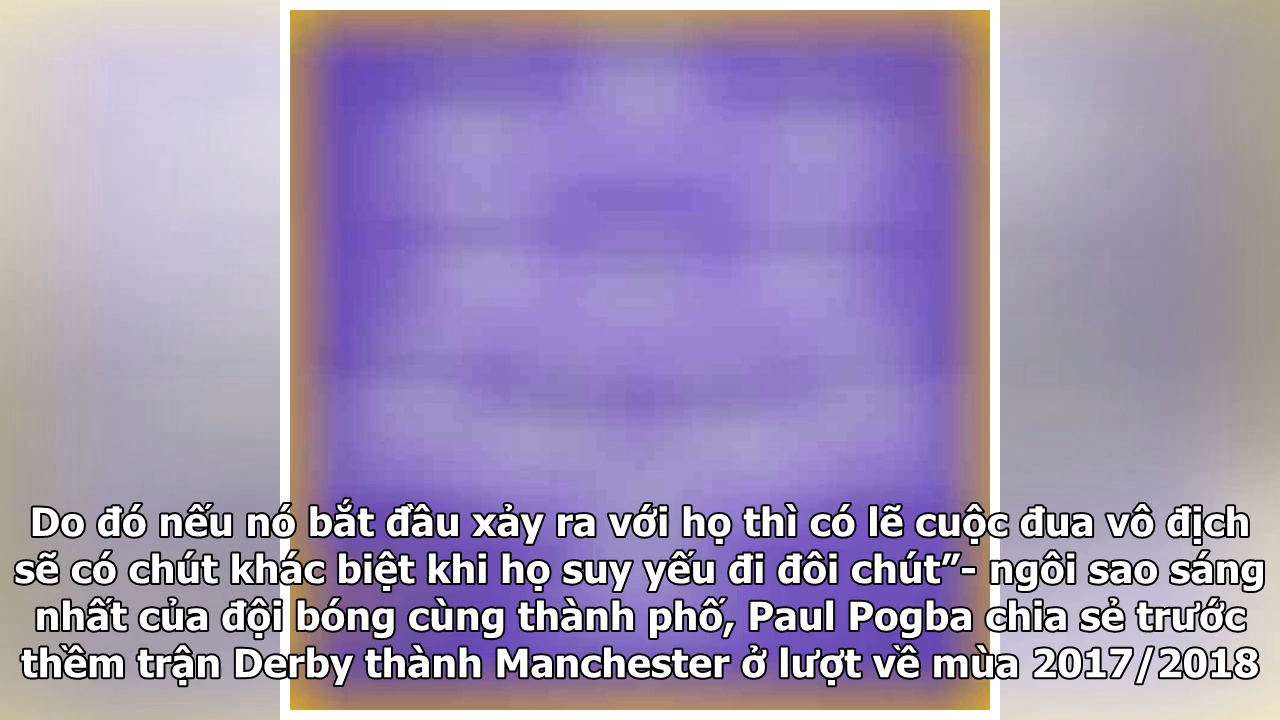 Do đó nếu nó bắt đầu xảy ra với họ thì có lẽ cuộc đua vô địch
sẽ có chút khác biệt khi họ suy yếu đi đôi chút”- ngôi sao sáng
nhất của đội bóng cùng thành phố, Paul Pogba chia sẻ trước
thềm trận Derby thành Manchester ở lượt về mùa 2017/2018